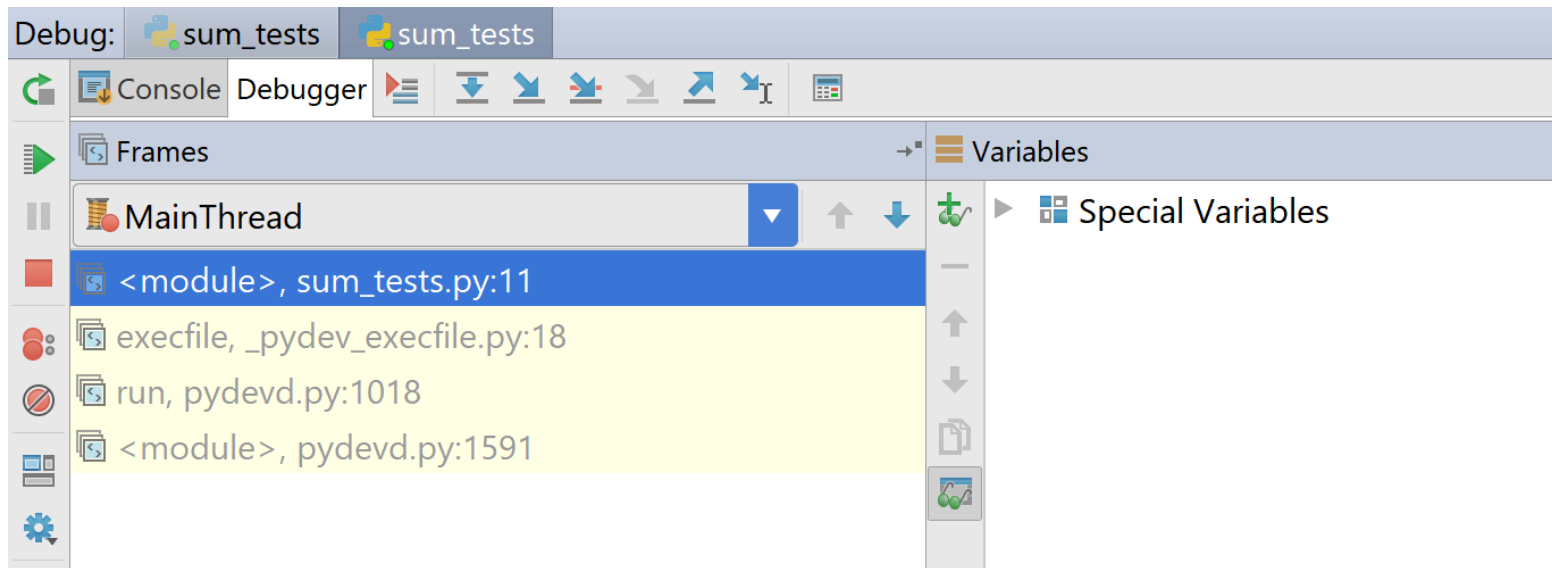 Debug: sum_tests sum_tests
Console Debugger
Frames
Variables
MainThread
Special Variables
<module>, sum_tests.py:11
execfile, _pydev_execfile.py:18
run, pydevd.py:1018
<module>, pydevd.py:1591